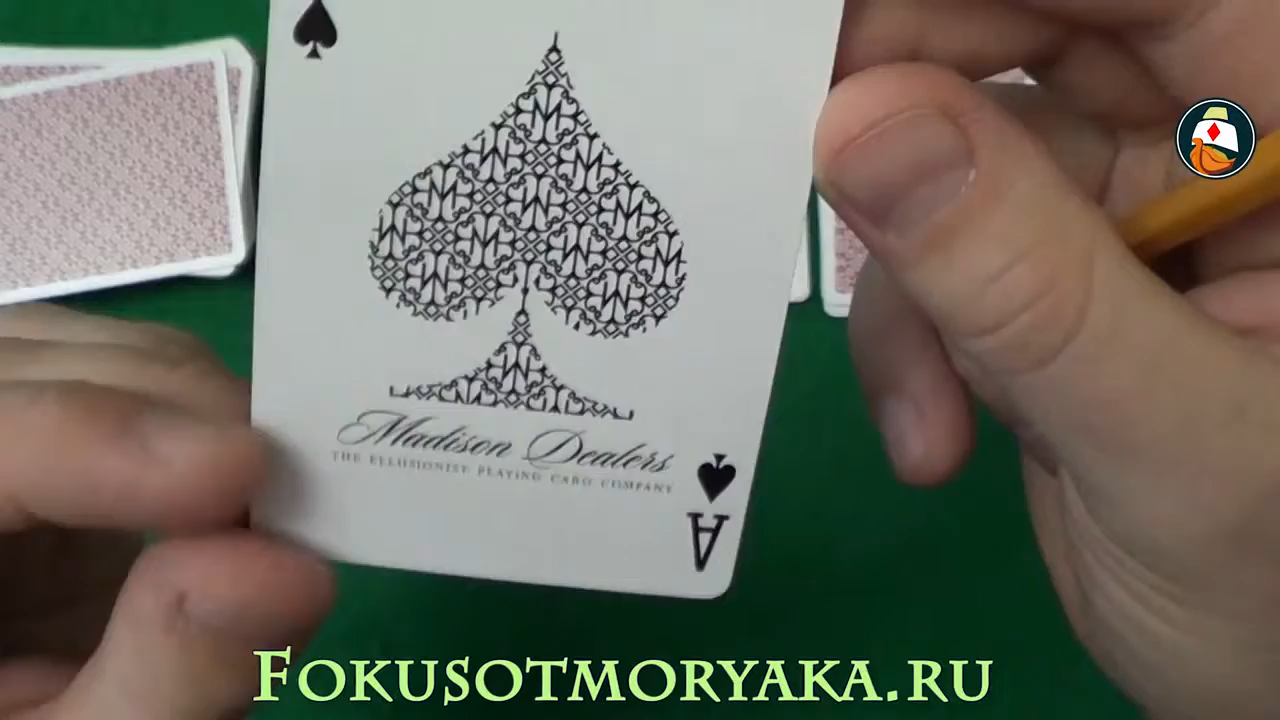 Madison Dealers
THE ELLUSIONIST PLAYING CARD COMPANY
A
FOKUSOTMORYAKA.RU